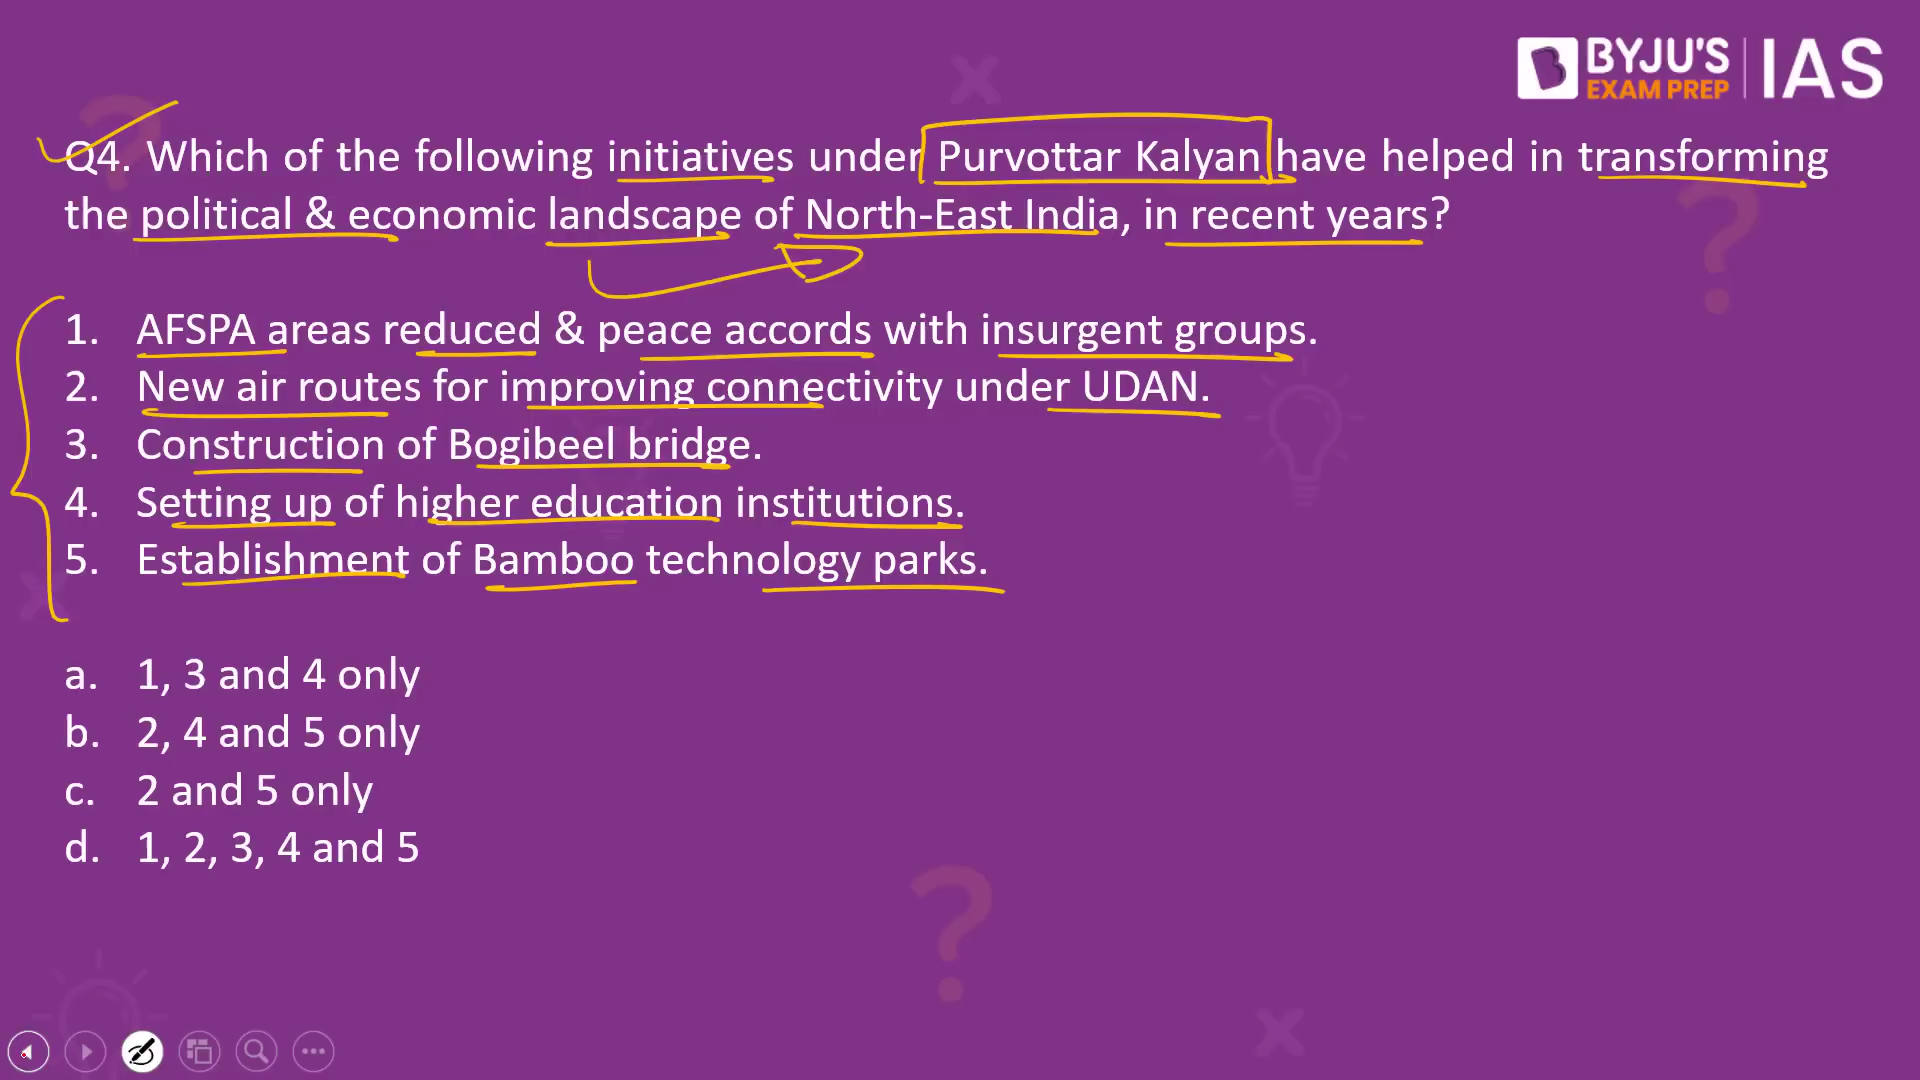 BYJU'S
EXAM PREP
IAS
Q4. Which of the following initiatives under Purvottar Kalyan have helped in transforming
the political & economic landscape of North-East India, in recent years?
1. AFSPA areas reduced & peace accords with insurgent groups.
2. New air routes for improving connectivity under UDAN.
3. Construction of Bogibeel bridge.
4. Setting up of higher education institutions.
5. Establishment of Bamboo technology parks.
a. 1, 3 and 4 only
b. 2, 4 and 5 only
c. 2 and 5 only
d. 1, 2, 3, 4 and 5